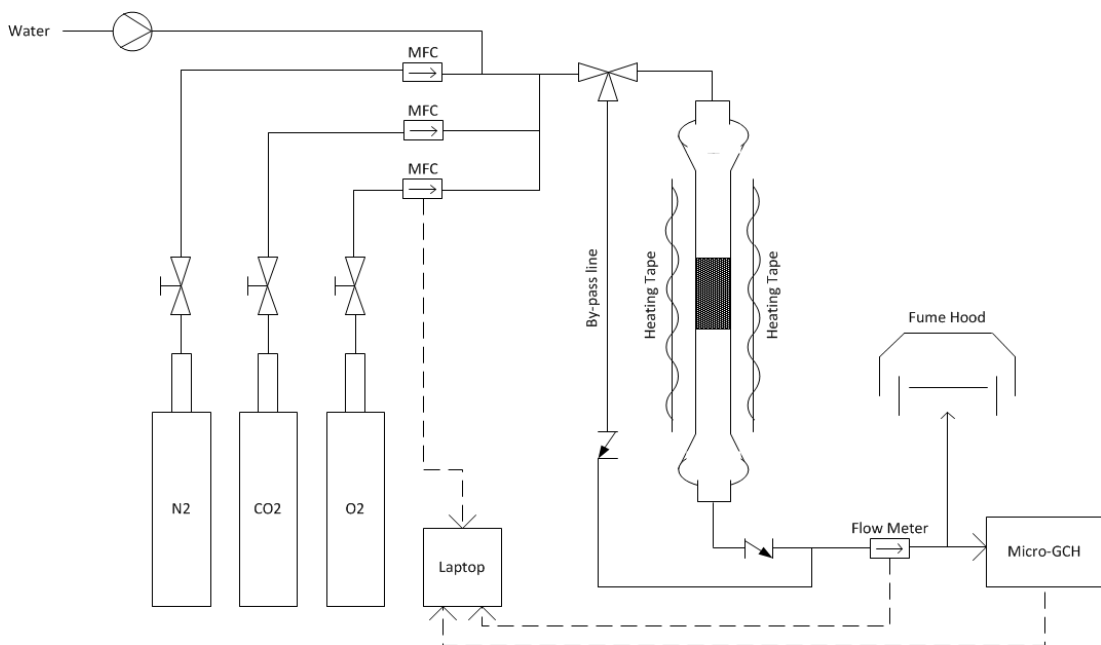 Water
MFC
MFC
MFC
By-pass line
Heating Tape
Heating Tape
Fume Hood
N2
CO2
O2
Laptop
Flow Meter
Micro-GCH